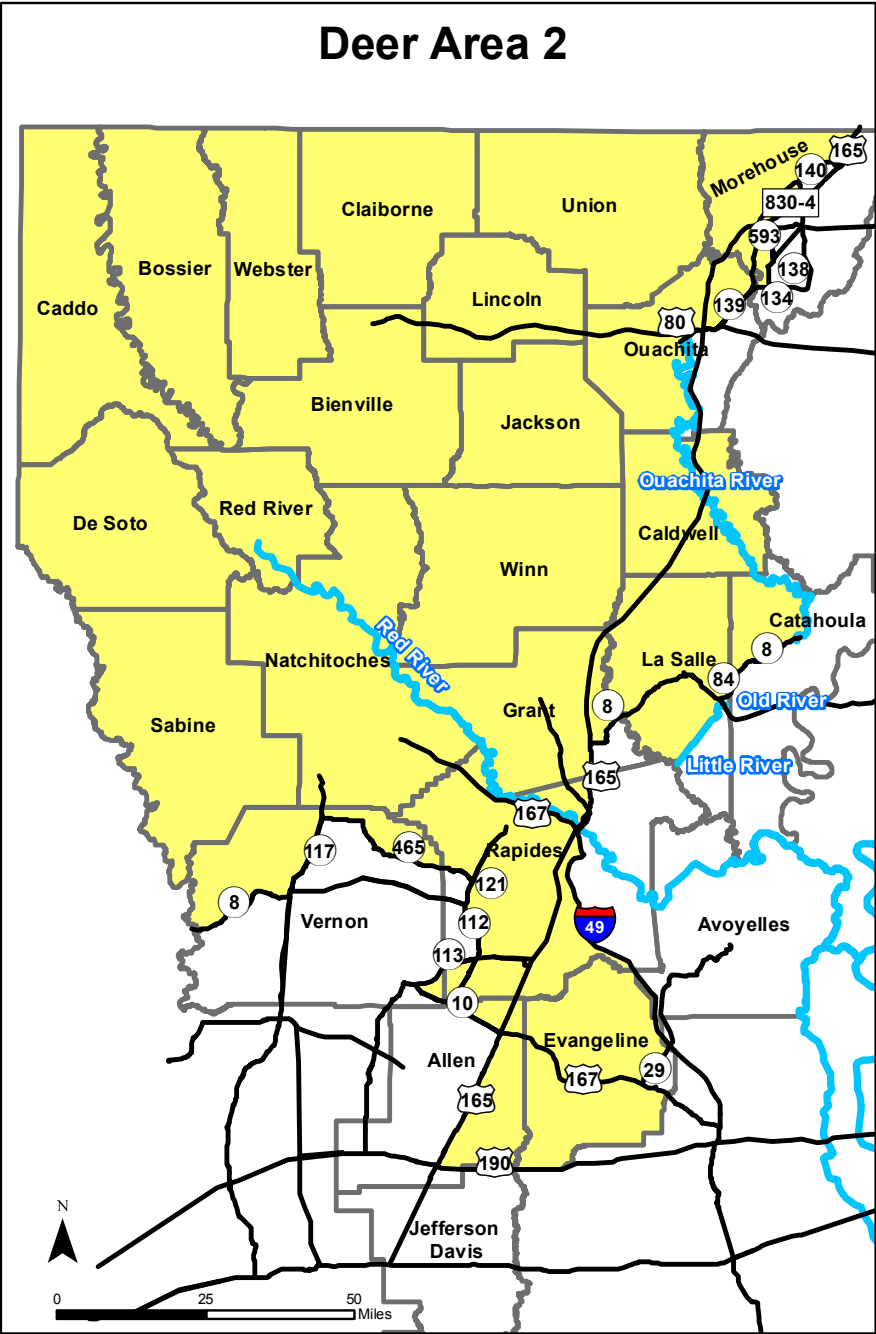 Deer Area 2
165
Morehouse
140
830-4
Claiborne
Union
593
Bossier
Webster
138
Lincoln
134
139
Caddo
80
Ouachita
Bienville
Jackson
Ouachita River
Red River
De Soto
Caldwell
Winn
Catahoula
8
Red River
Natchitoches
La Salle
84
Old River
Grant
8
Sabine
Little River
165
167
465
117
Rapides
121
8
Vernon
112
49
Avoyelles
113
10
Evangeline
Allen
29
167
165
190
N
Jefferson
Davis
0
25
50
Miles